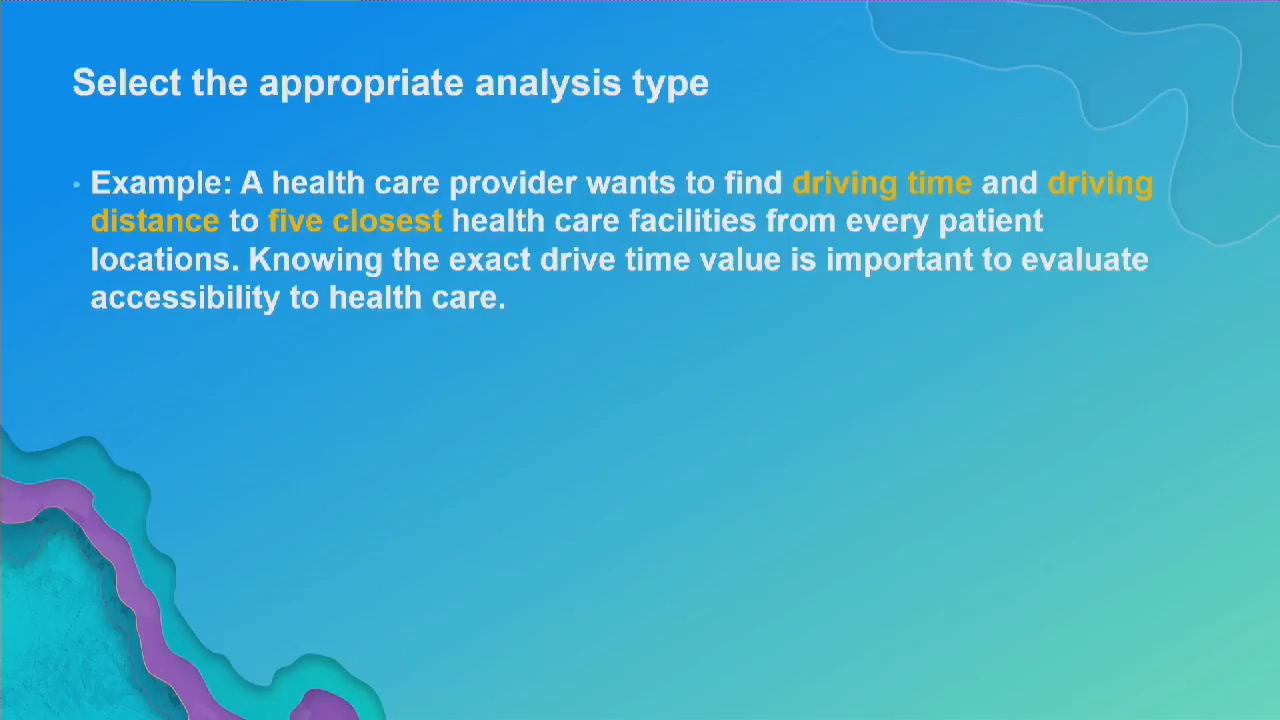 Select the appropriate analysis type
• Example: A health care provider wants to find driving time and driving
distance to five closest health care facilities from every patient
locations. Knowing the exact drive time value is important to evaluate
accessibility to health care.